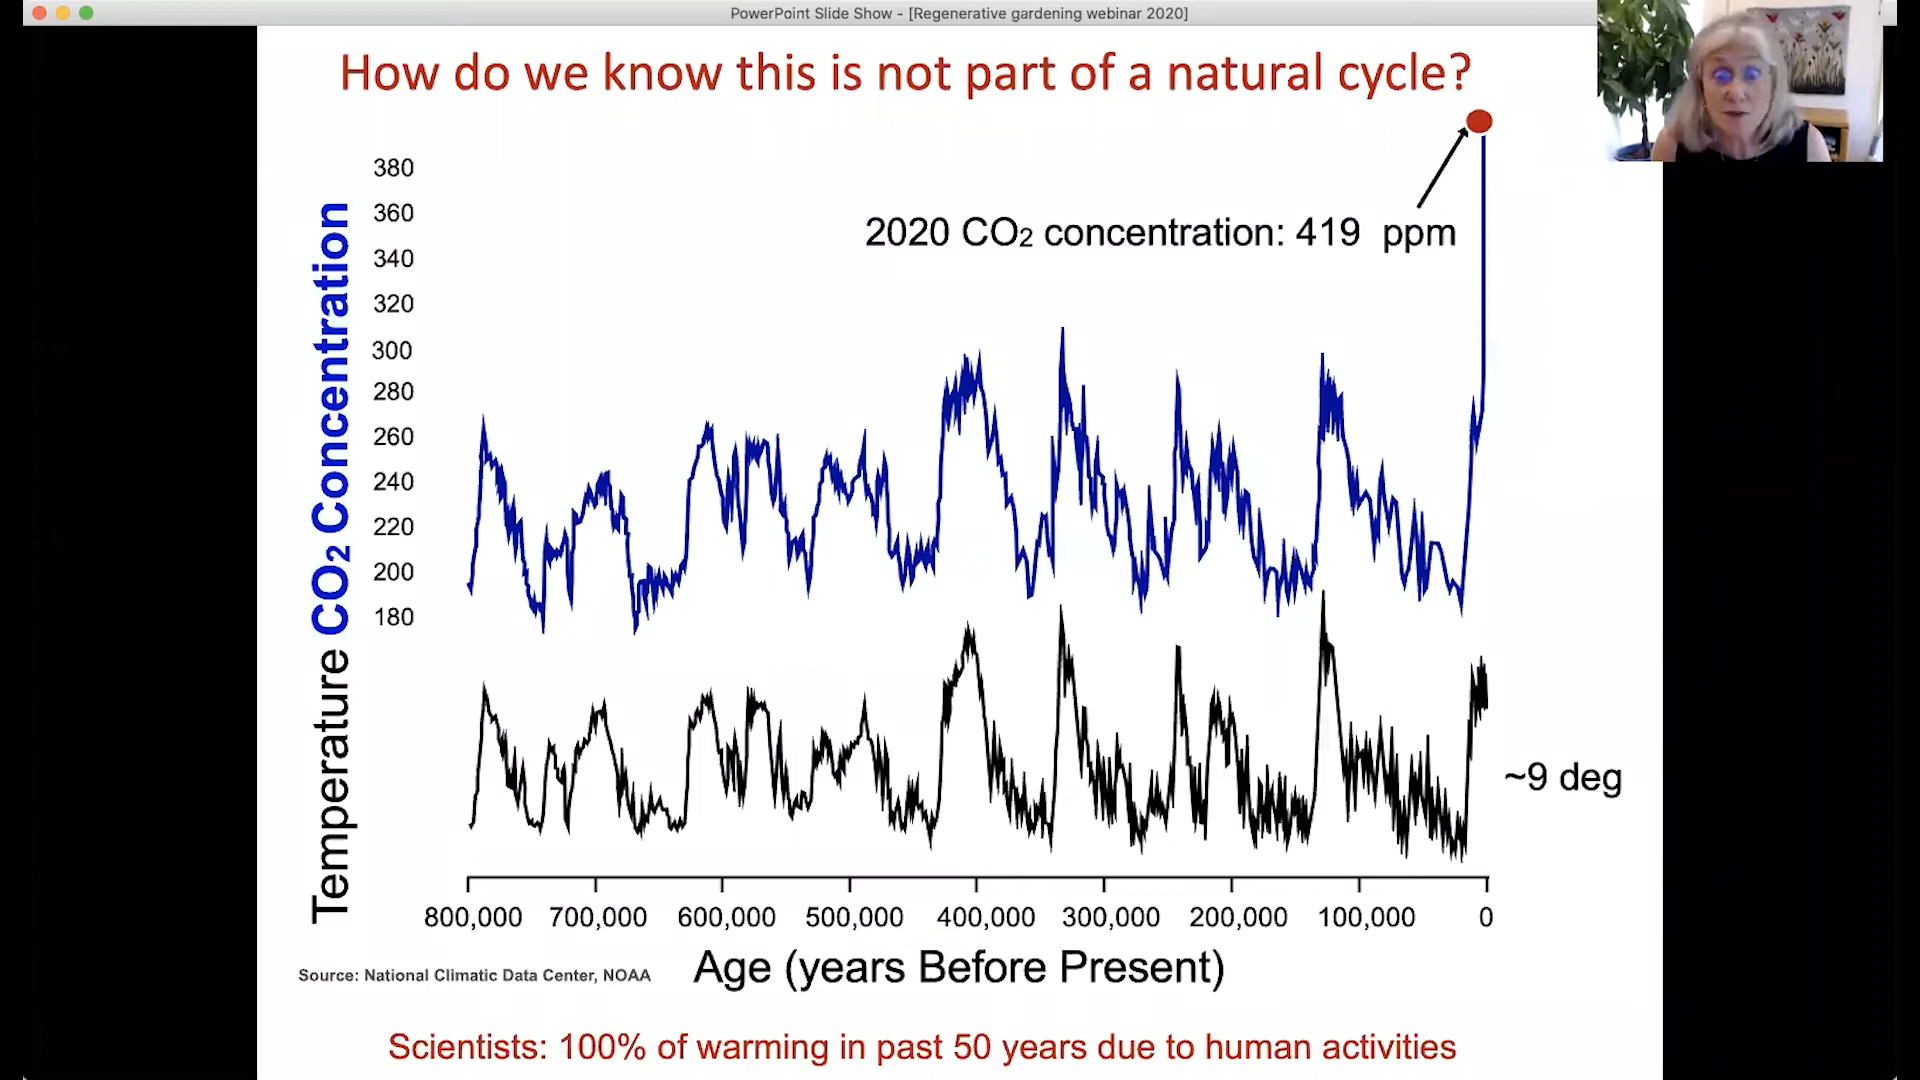 PowerPoint Slide Show - [Regenerative gardening webinar 2020]
How do we know this is not part of a natural cycle?
380
360
340
320
300
280
260
240
220
200
180
CO₂ Concentration
Temperature
2020 CO₂ concentration: 419 ppm
~9 deg
800,000 700,000 600,000 500,000 400,000 300,000 200,000 100,000 0
Age (years Before Present)
Source: National Climatic Data Center, NOAA
Scientists: 100% of warming in past 50 years due to human activities